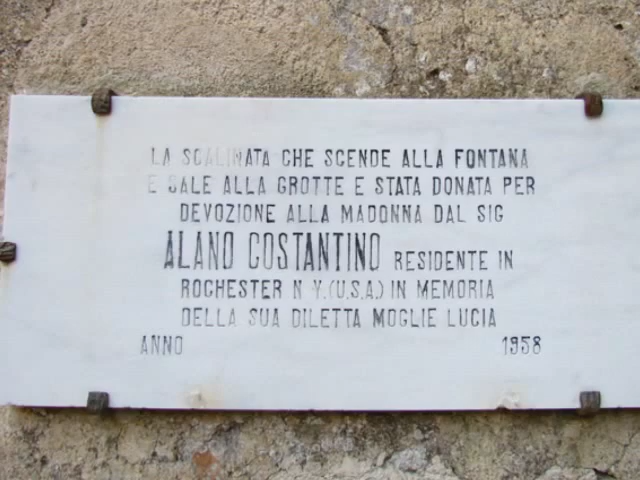 LA SCALINATA CHE SCENDE ALLA FONTANA
E SALE ALLA GROTTE E STATA DONATA PER
DEVOZIONE ALLA MADONNA DAL SIG
ALANO COSTANTINO RESIDENTE IN
ROCHESTER N Y.(U.S.A.) IN MEMORIA
DELLA SUA DILETTA MOGLIE LUCIA
ANNO 1958